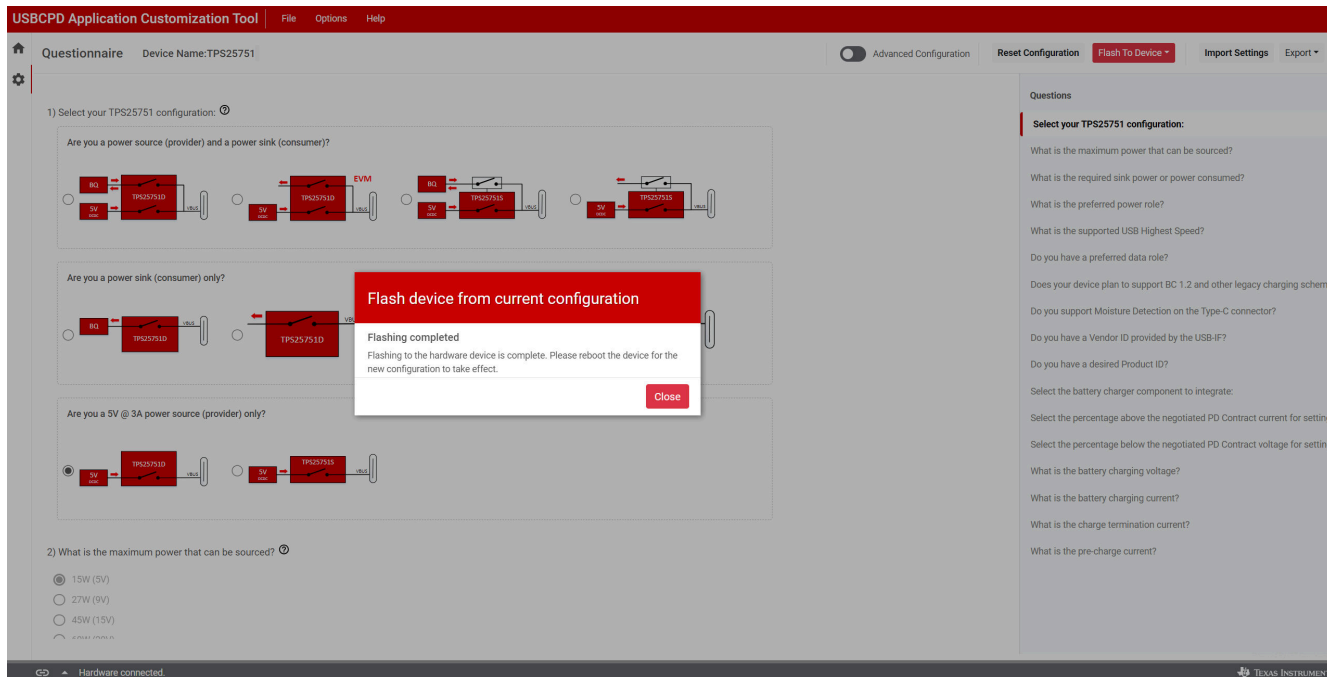 USBCPD Application Customization Tool File Options Help
Questionnaire Device Name:TPS25751 Advanced Configuration Reset Configuration Flash To Device Import Settings Export
1) Select your TPS25751 configuration:
Are you a power source (provider) and a power sink (consumer)?
BQ TPS25751D 5V DCDC VBUS
EVM TPS25751D 5V DCDC VBUS
BQ TPS25751S 5V DCDC VBUS
TPS25751S 5V DCDC VBUS
Are you a power sink (consumer) only?
BQ TPS25751D VBUS
TPS25751D
Are you a 5V @ 3A power source (provider) only?
TPS25751D 5V DCDC VBUS
TPS25751S 5V DCDC VBUS
2) What is the maximum power that can be sourced?
15W (5V)
27W (9V)
45W (15V)
Flash device from current configuration
Flashing completed
Flashing to the hardware device is complete. Please reboot the device for the
new configuration to take effect.
Close
Questions
Select your TPS25751 configuration:
What is the maximum power that can be sourced?
What is the required sink power or power consumed?
What is the preferred power role?
What is the supported USB Highest Speed?
Do you have a preferred data role?
Does your device plan to support BC 1.2 and other legacy charging schem
Do you support Moisture Detection on the Type-C connector?
Do you have a Vendor ID provided by the USB-IF?
Do you have a desired Product ID?
Select the battery charger component to integrate:
Select the percentage above the negotiated PD Contract current for settin
Select the percentage below the negotiated PD Contract voltage for settin
What is the battery charging voltage?
What is the battery charging current?
What is the charge termination current?
What is the pre-charge current?
Hardware connected.
TEXAS INSTRUMENT